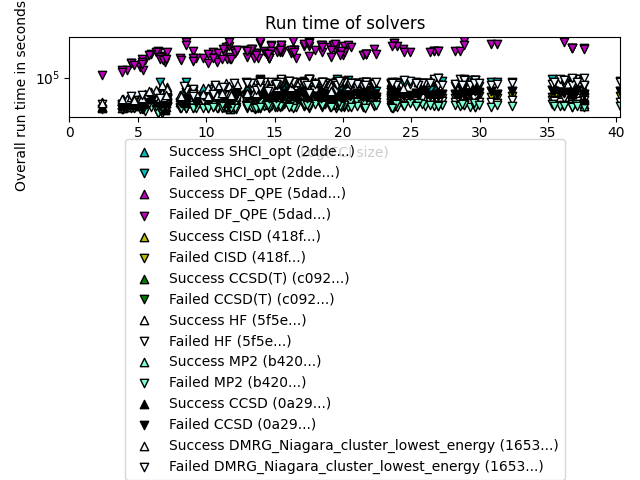 Run time of solvers
Overall run time in seconds
10^5
0 5 10 15 20 25 30 35 40
size)
Success SHCI_opt (2dde...)
Failed SHCI_opt (2dde...)
Success DF_QPE (5dad...)
Failed DF_QPE (5dad...)
Success CISD (418f...)
Failed CISD (418f...)
Success CCSD(T) (c092...)
Failed CCSD(T) (c092...)
Success HF (5f5e...)
Failed HF (5f5e...)
Success MP2 (b420...)
Failed MP2 (b420...)
Success CCSD (0a29...)
Failed CCSD (0a29...)
Success DMRG_Niagara_cluster_lowest_energy (1653...)
Failed DMRG_Niagara_cluster_lowest_energy (1653...)